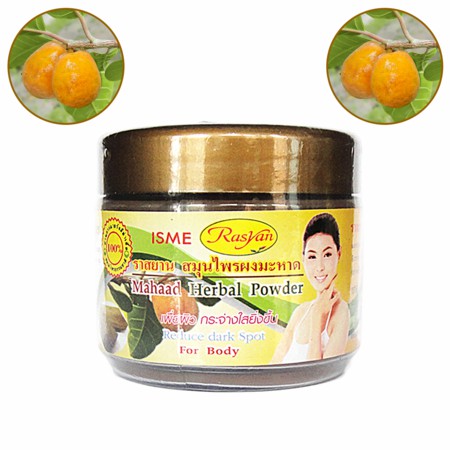 ISME Rasyan
100%
ราสยาน สมุนไพรผงมะหาด
Mahaad Herbal Powder
เพื่อผิว กระจ่างใสยิ่งขึ้น
Reduce dark Spot
For Body